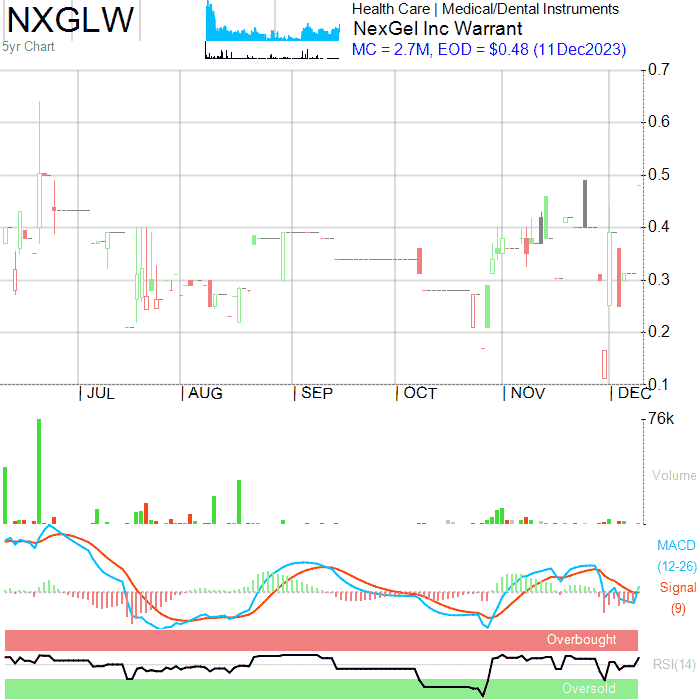 NXGLW
5yr Chart
Health Care | Medical/Dental Instruments
NexGel Inc Warrant
MC = 2.7M, EOD = $0.48 (11Dec2023)
0.7
0.6
0.5
0.4
0.3
0.2
0.1
| JUL | AUG | SEP | OCT | NOV | DEC
76k
Volume
MACD
(12-26)
Signal
(9)
Overbought
RSI(14)
Oversold